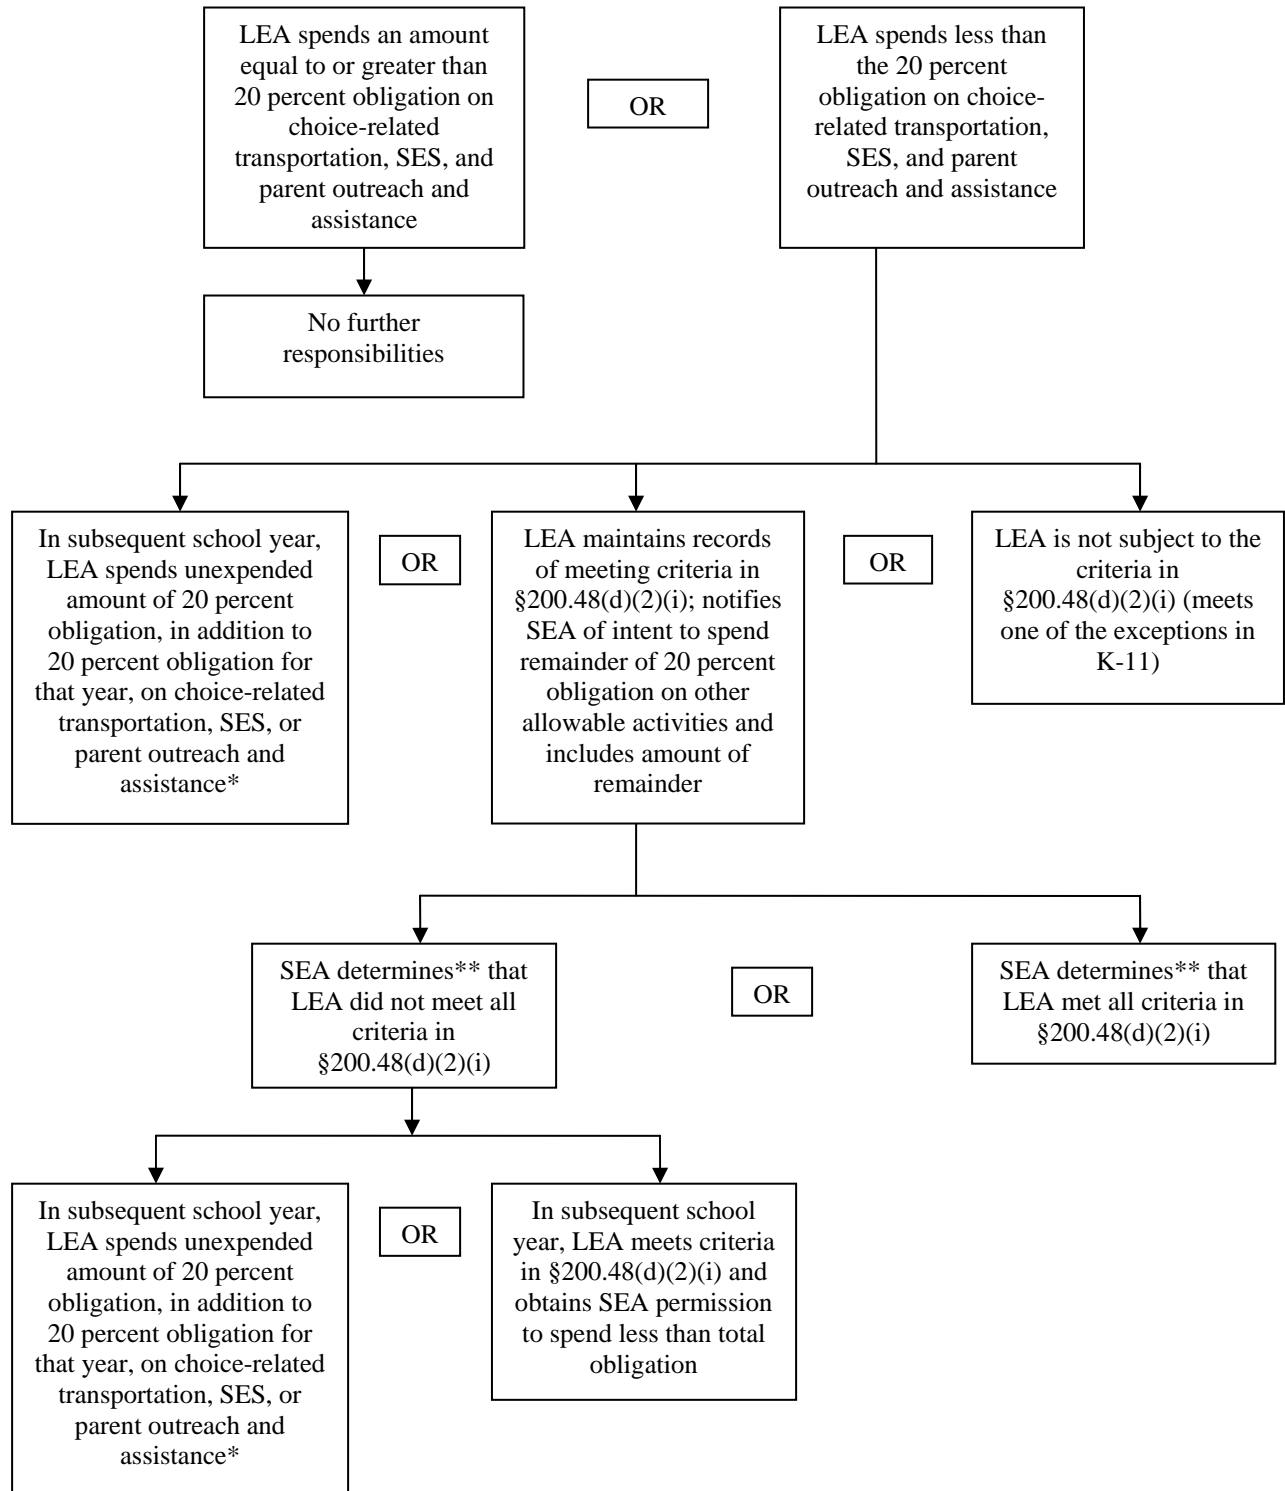 LEA spends an amount
equal to or greater than
20 percent obligation on
choice-related
transportation, SES, and
parent outreach and
assistance
OR
LEA spends less than
the 20 percent
obligation on choice-
related transportation,
SES, and parent
outreach and assistance
No further
responsibilities
In subsequent school year,
LEA spends unexpended
amount of 20 percent
obligation, in addition to
20 percent obligation for
that year, on choice-related
transportation, SES, or
parent outreach and
assistance*
OR
LEA maintains records
of meeting criteria in
§200.48(d)(2)(i); notifies
SEA of intent to spend
remainder of 20 percent
obligation on other
allowable activities and
includes amount of
remainder
OR
LEA is not subject to the
criteria in
§200.48(d)(2)(i) (meets
one of the exceptions in
K-11)
SEA determines** that
LEA did not meet all
criteria in
§200.48(d)(2)(i)
OR
SEA determines** that
LEA met all criteria in
§200.48(d)(2)(i)
In subsequent school year,
LEA spends unexpended
amount of 20 percent
obligation, in addition to
20 percent obligation for
that year, on choice-related
transportation, SES, or
parent outreach and
assistance*
OR
In subsequent school
year, LEA meets criteria
in §200.48(d)(2)(i) and
obtains SEA permission
to spend less than total
obligation